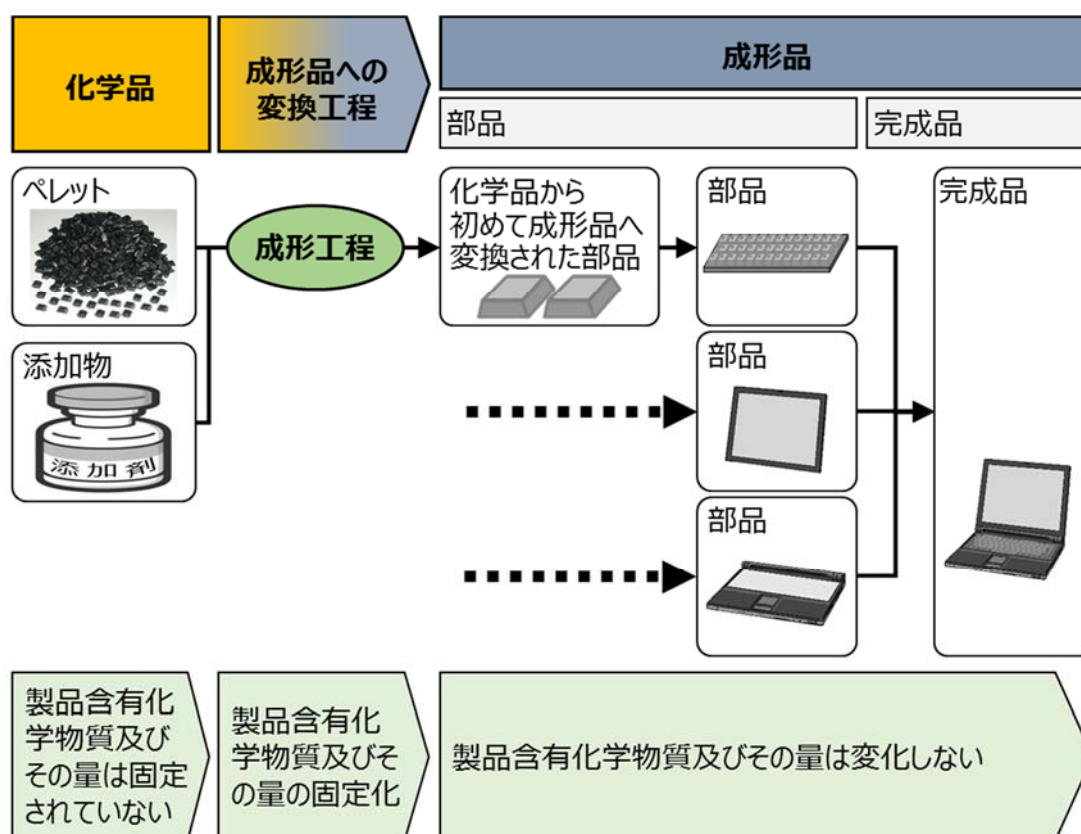 化学品
成形品への
変換工程
成形品
部品
完成品
ペレット
添加物
添加剤
成形工程
化学品から
初めて成形品へ
変換された部品
部品
部品
部品
完成品
製品含有化
学物質及び
その量は固定
されていない
製品含有化
学物質及びそ
の量の固定化
製品含有化学物質及びその量は変化しない